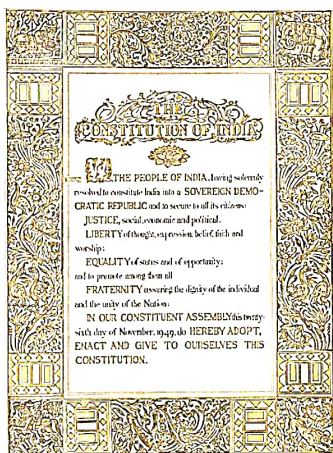 THE
CONSTITUTION OF INDIA
WE, THE PEOPLE OF INDIA, having solemnly
resolved to constitute India into a SOVEREIGN DEMO-
CRATIC REPUBLIC and to secure to all its citizens:
JUSTICE, social, economic and political;
LIBERTY of thought, expression, belief, faith and
worship;
EQUALITY of status and of opportunity;
and to promote among them all
FRATERNITY assuring the dignity of the individual
and the unity of the Nation;
IN OUR CONSTITUENT ASSEMBLY this twenty-
sixth day of November, 1949, do HEREBY ADOPT,
ENACT AND GIVE TO OURSELVES THIS
CONSTITUTION.